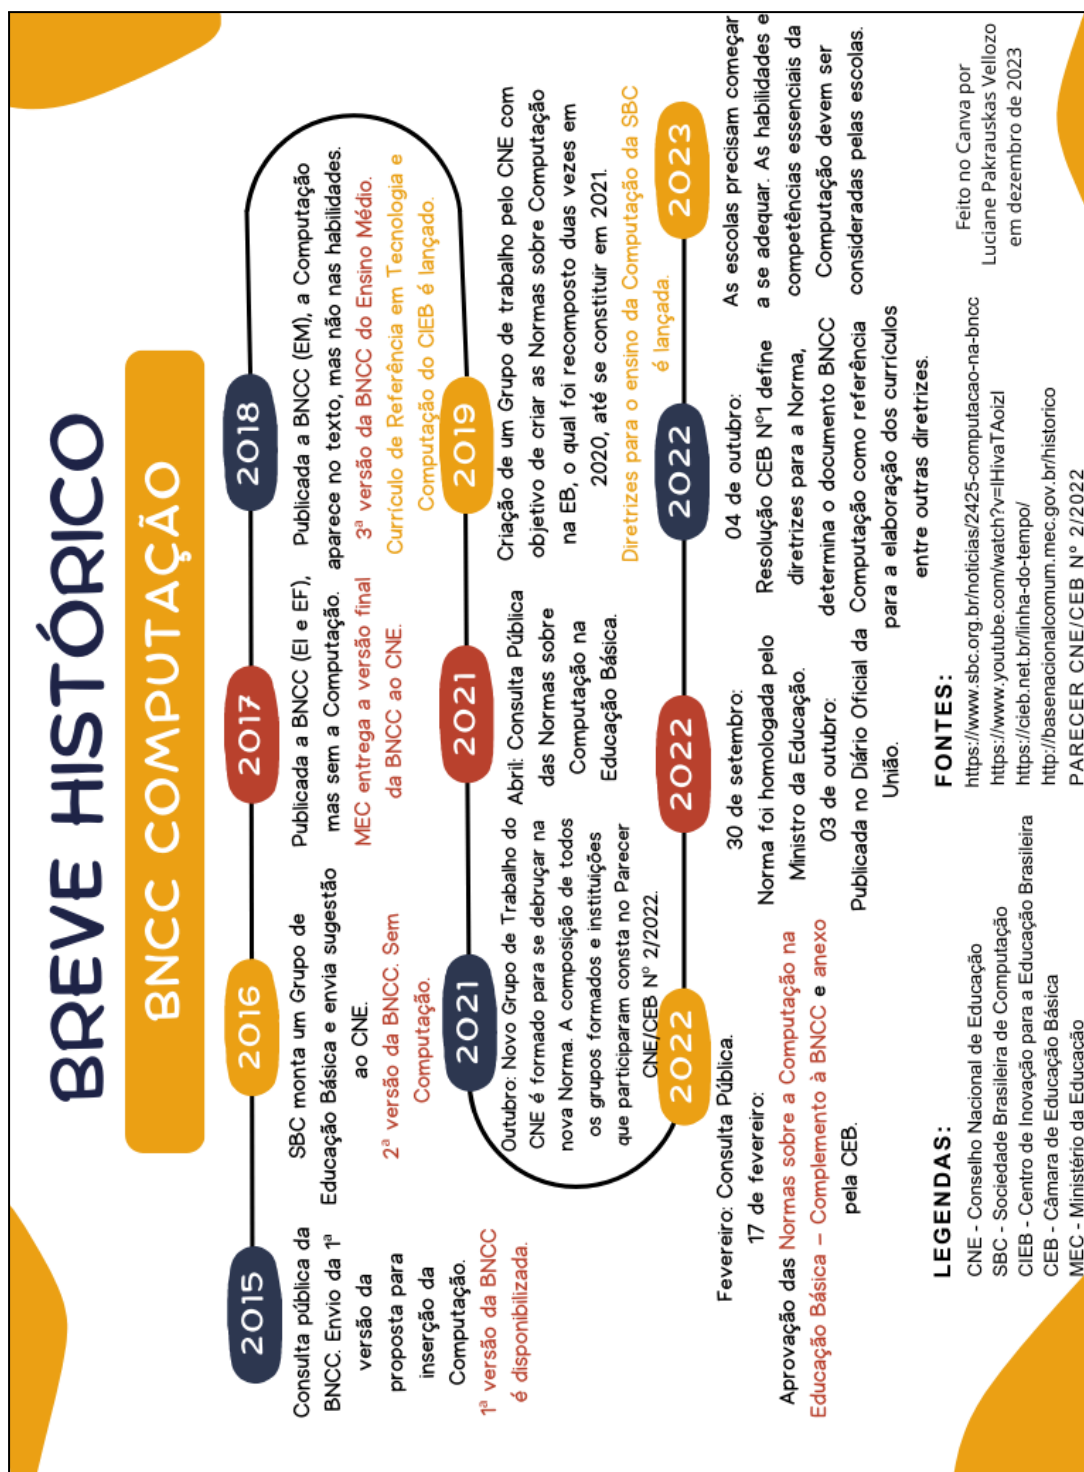 BREVE HISTÓRICO
BNCC COMPUTAÇÃO
2015
Consulta pública da
BNCC. Envio da 1ª
versão da
proposta para
inserção da
Computação.
1ª versão da BNCC
é disponibilizada.
2016
SBC monta um Grupo de
Educação Básica e envia sugestão
ao CNE.
2ª versão da BNCC. Sem
Computação.
2017
Publicada a BNCC (EI e EF),
mas sem a Computação.
MEC entrega a versão final
da BNCC ao CNE.
2018
Publicada a BNCC (EM), a Computação
aparece no texto, mas não nas habilidades.
3ª versão da BNCC do Ensino Médio.
Currículo de Referência em Tecnologia e
Computação do CIEB é lançado.
2019
Criação de um Grupo de trabalho pelo CNE com
objetivo de criar as Normas sobre Computação
na EB, o qual foi recomposto duas vezes em
2020, até se constituir em 2021.
Diretrizes para o ensino da Computação da SBC
é lançada.
2021
Abril: Consulta Pública
das Normas sobre
Computação na
Educação Básica.
2021
Outubro: Novo Grupo de Trabalho do
CNE é formado para se debruçar na
nova Norma. A composição de todos
os grupos formados e instituições
que participaram consta no Parecer
CNE/CEB Nº 2/2022.
2022
Fevereiro: Consulta Pública.
17 de fevereiro:
Aprovação das Normas sobre a Computação na
Educação Básica – Complemento à BNCC e anexo
pela CEB.
2022
30 de setembro:
Norma foi homologada pelo
Ministro da Educação.
03 de outubro:
Publicada no Diário Oficial da
União.
2022
04 de outubro:
Resolução CEB Nº1 define
diretrizes para a Norma,
determina o documento BNCC
Computação como referência
para a elaboração dos currículos
entre outras diretrizes.
2023
As escolas precisam começar
a se adequar. As habilidades e
competências essenciais da
Computação devem ser
consideradas pelas escolas.
LEGENDAS:
CNE - Conselho Nacional de Educação
SBC - Sociedade Brasileira de Computação
CIEB - Centro de Inovação para a Educação Brasileira
CEB - Câmara de Educação Básica
MEC - Ministério da Educação
FONTES:
https://www.sbc.org.br/noticias/2425-computacao-na-bncc
https://www.youtube.com/watch?v=IHivaTAoizI
https://cieb.net.br/linha-do-tempo/
http://basenacionalcomum.mec.gov.br/historico
PARECER CNE/CEB Nº 2/2022
Feito no Canva por
Luciane Pakrauskas Vellozo
em dezembro de 2023